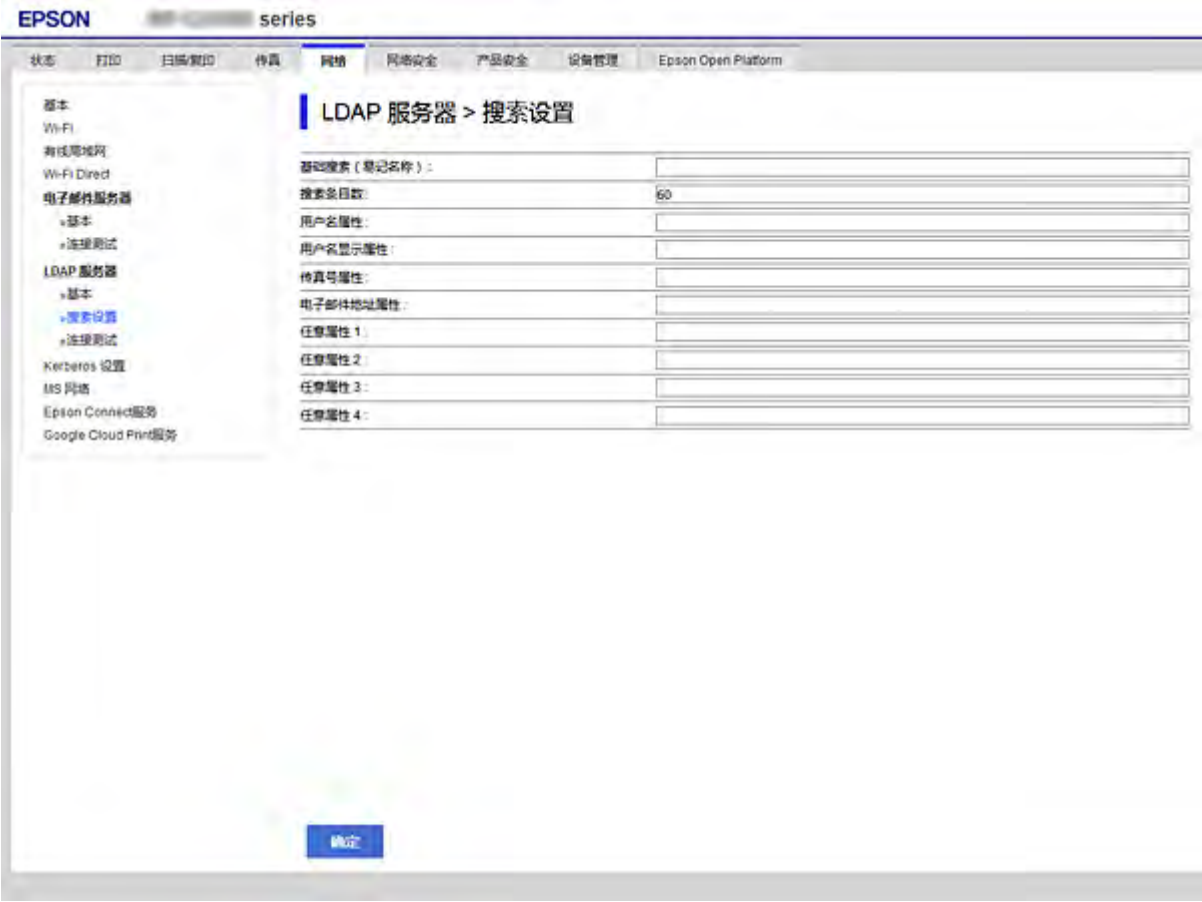 EPSON series
状态 打印 扫描/复印 传真 网络 网络安全 产品安全 设备管理 Epson Open Platform
基本
Wi-Fi
有线局域网
Wi-Fi Direct
电子邮件服务器
»基本
»连接测试
LDAP 服务器
»基本
»搜索设置
»连接测试
Kerberos 设置
MS 网络
Epson Connect服务
Google Cloud Print服务
LDAP 服务器 > 搜索设置
基础搜索（易记名称）:
搜索条目数: 60
用户名属性:
用户名显示属性:
传真号属性:
电子邮件地址属性:
任意属性 1 :
任意属性 2 :
任意属性 3 :
任意属性 4 :
确定